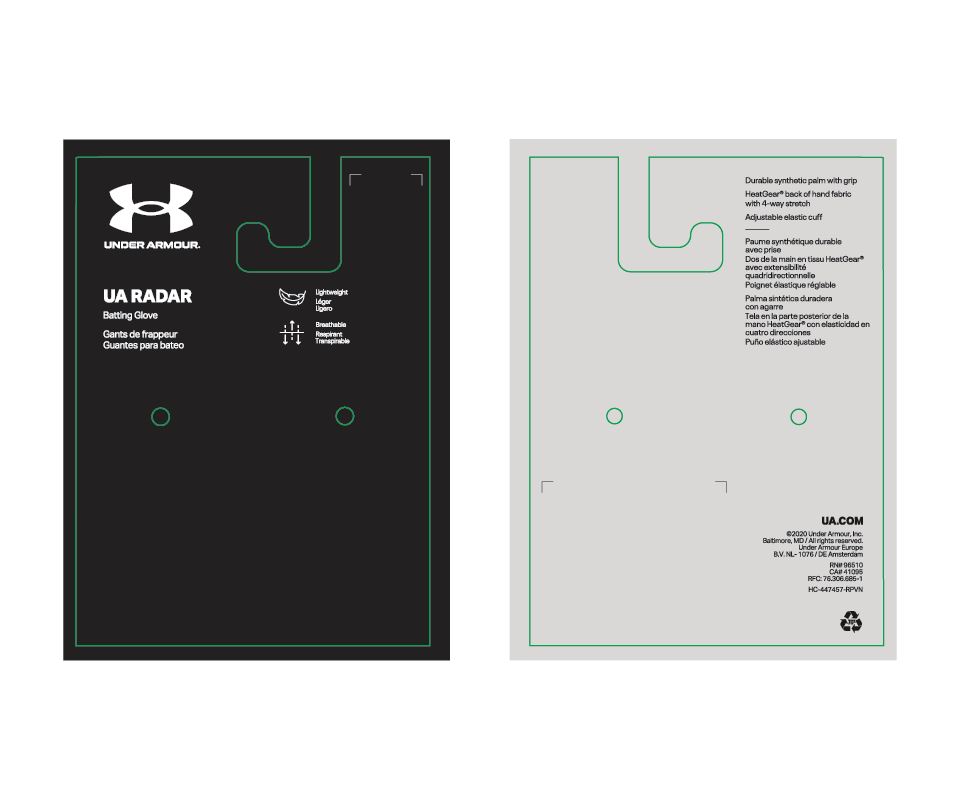 UNDER ARMOUR.
UA RADAR
Batting Glove
Gants de frappeur
Guantes para bateo
Lightweight
Léger
Ligero
Breathable
Respirant
Transpirable
Durable synthetic palm with grip
HeatGear® back of hand fabric
with 4-way stretch
Adjustable elastic cuff
Paume synthétique durable
avec prise
Dos de la main en tissu HeatGear®
avec extensibilité
quadridirectionnelle
Poignet élastique réglable
Palma sintética duradera
con agarre
Tela en la parte posterior de la
mano HeatGear® con elasticidad en
cuatro direcciones
Puño elástico ajustable
UA.COM
©2020 Under Armour, Inc.
Baltimore, MD / All rights reserved.
Under Armour Europe
B.V. NL- 1076 / DE Amsterdam
RN# 96510
CA# 41095
RFC: 76.306.685-1
HC-447457-RPVN